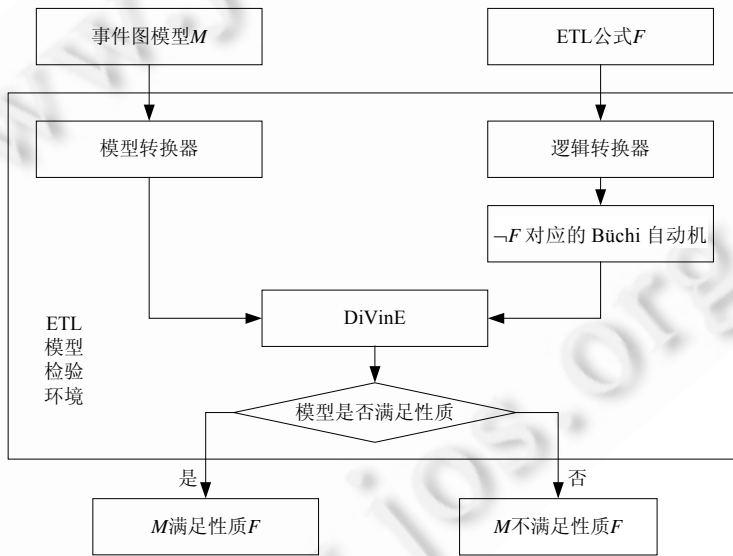 事件图模型M
ETL公式F
模型转换器
逻辑转换器
¬F 对应的 Büchi 自动机
DiVinE
ETL
模型
检验
环境
模型是否满足性质
是
否
M满足性质F
M不满足性质F
www.j
jos.org